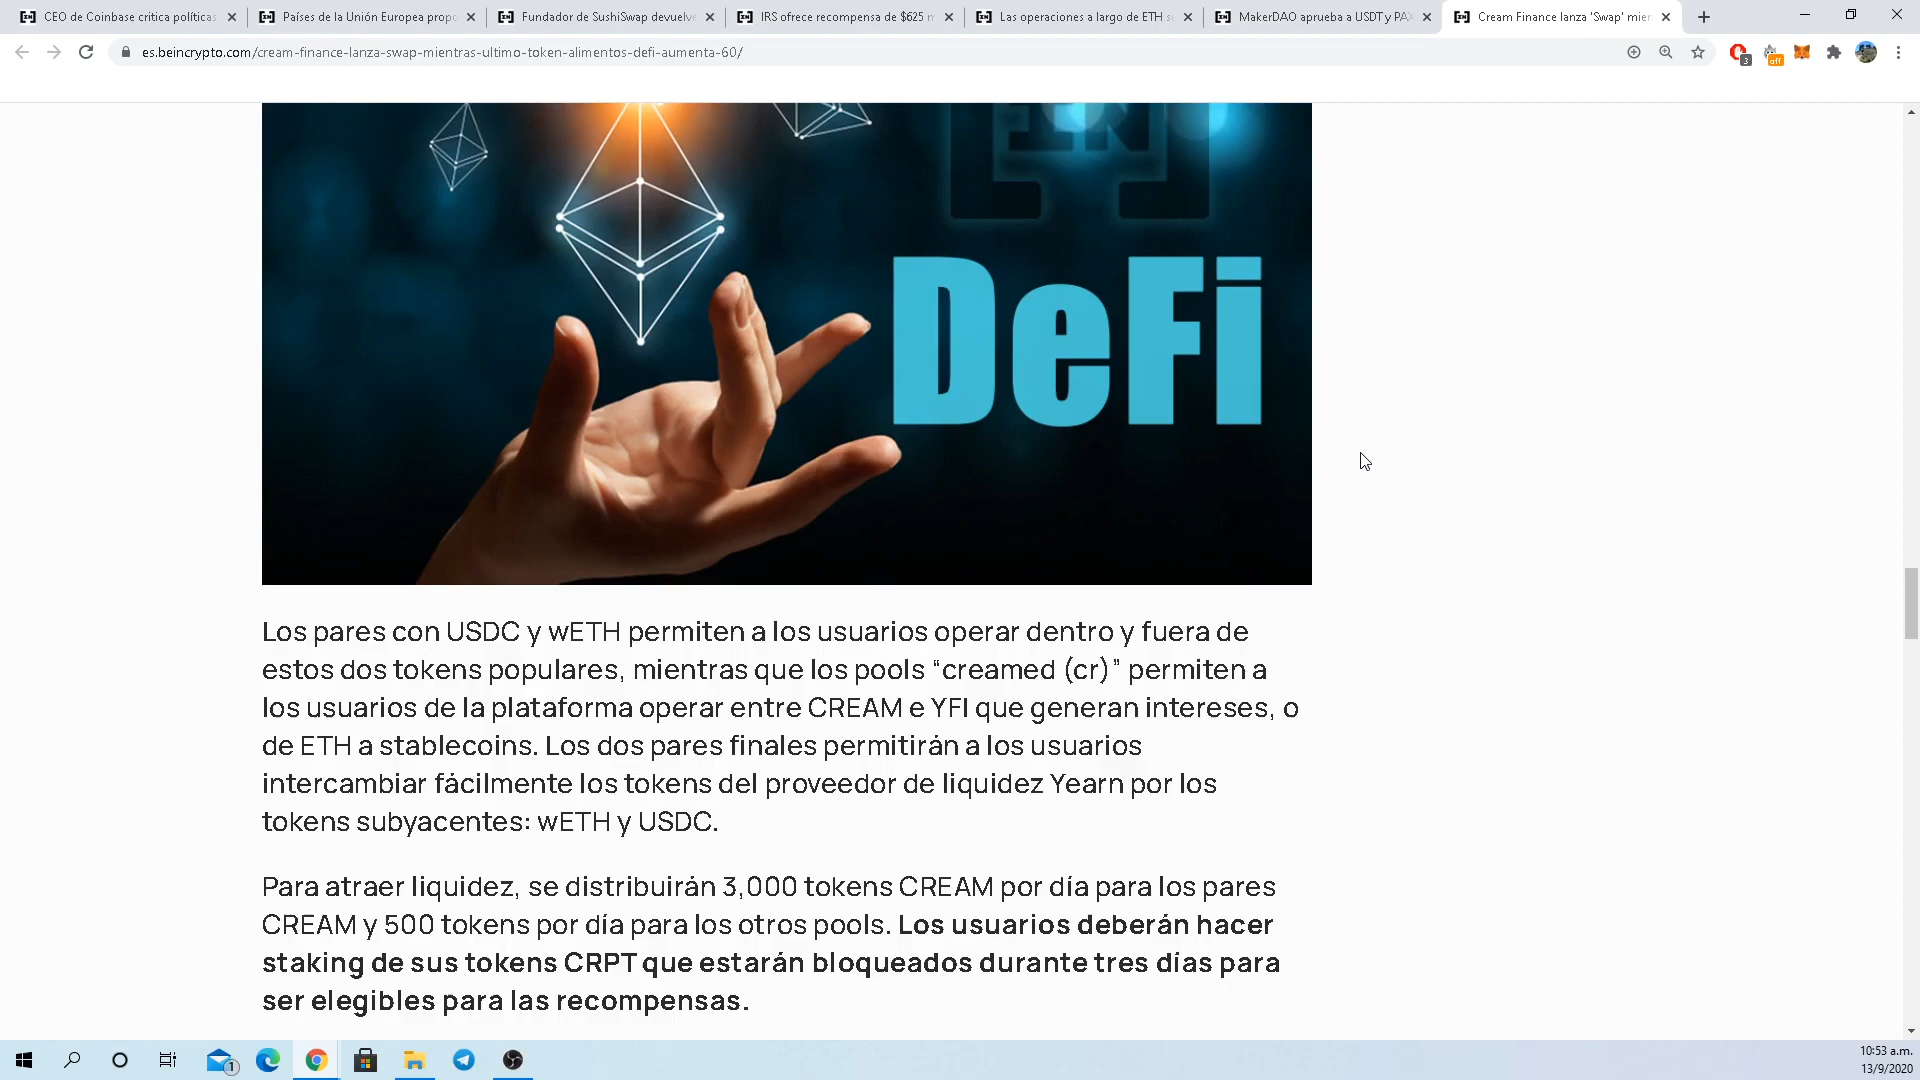 CEO de Coinbase critica políticas
Países de la Unión Europea propo
Fundador de SushiSwap devuelve
IRS ofrece recompensa de $625 m
Las operaciones a largo de ETH s
MakerDAO aprueba a USDT y PAX
Cream Finance lanza 'Swap' mien
es.beincrypto.com/cream-finance-lanza-swap-mientras-ultimo-token-alimentos-defi-aumenta-60/
3
off
IN
DeFi
Los pares con USDC y wETH permiten a los usuarios operar dentro y fuera de
estos dos tokens populares, mientras que los pools “creamed (cr)” permiten a
los usuarios de la plataforma operar entre CREAM e YFI que generan intereses, o
de ETH a stablecoins. Los dos pares finales permitirán a los usuarios
intercambiar fácilmente los tokens del proveedor de liquidez Yearn por los
tokens subyacentes: wETH y USDC.
Para atraer liquidez, se distribuirán 3,000 tokens CREAM por día para los pares
CREAM y 500 tokens por día para los otros pools. Los usuarios deberán hacer
staking de sus tokens CRPT que estarán bloqueados durante tres días para
ser elegibles para las recompensas.
1
10:53 a.m.
13/9/2020